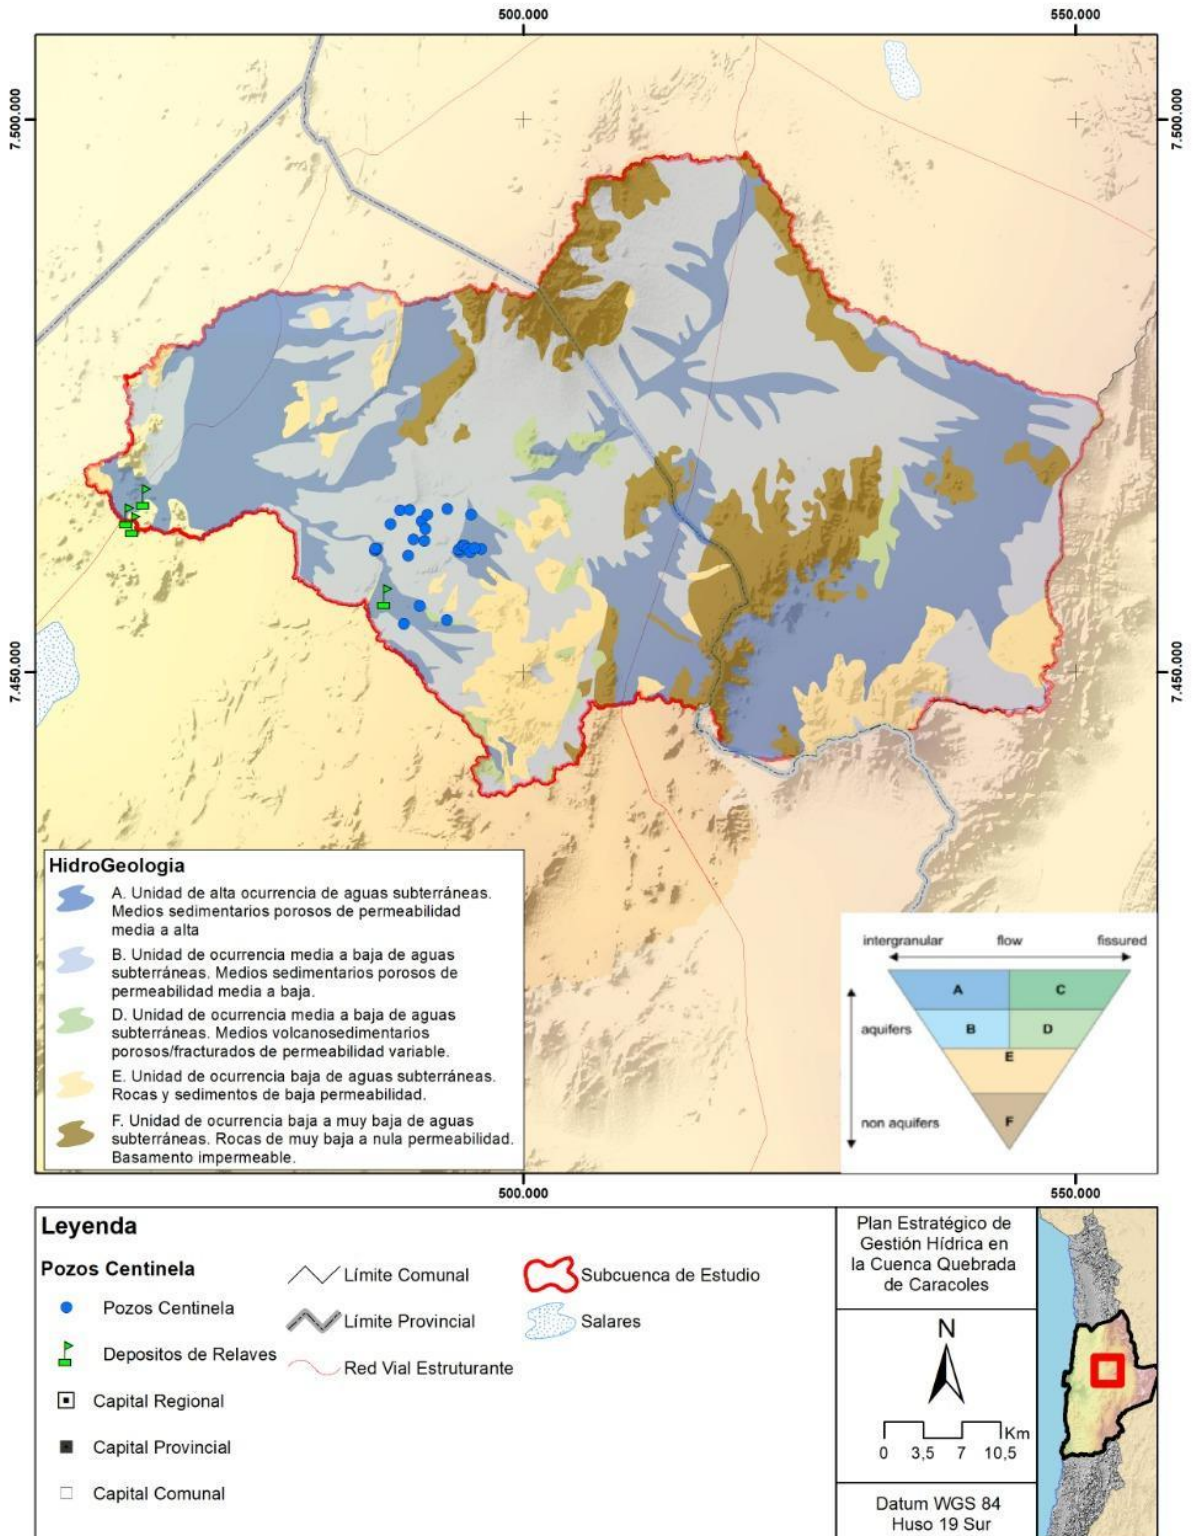 500.000
550.000
7.500.000
7.500.000
7.450.000
7.450.000
HidroGeologia
A. Unidad de alta ocurrencia de aguas subterráneas.
Medios sedimentarios porosos de permeabilidad
media a alta
B. Unidad de ocurrencia media a baja de aguas
subterráneas. Medios sedimentarios porosos de
permeabilidad media a baja.
D. Unidad de ocurrencia media a baja de aguas
subterráneas. Medios volcanosedimentarios
porosos/fracturados de permeabilidad variable.
E. Unidad de ocurrencia baja de aguas subterráneas.
Rocas y sedimentos de baja permeabilidad.
F. Unidad de ocurrencia baja a muy baja de aguas
subterráneas. Rocas de muy baja a nula permeabilidad.
Basamento impermeable.
intergranular flow fissured
A C
aquifers B D
E
non aquifers F
500.000
550.000
Leyenda
Pozos Centinela
Pozos Centinela
Depositos de Relaves
Capital Regional
Capital Provincial
Capital Comunal
Límite Comunal
Límite Provincial
Red Vial Estruturante
Subcuenca de Estudio
Salares
Plan Estratégico de
Gestión Hídrica en
la Cuenca Quebrada
de Caracoles
N
Km
0 3,5 7 10,5
Datum WGS 84
Huso 19 Sur